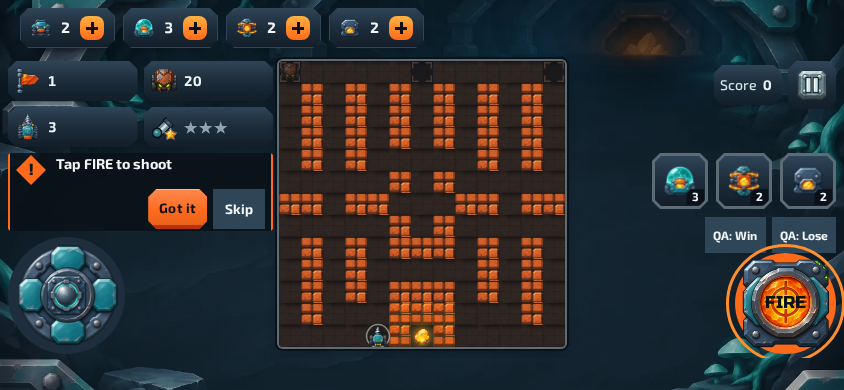 2
3
2
2
1
20
Score 0
3
Tap FIRE to shoot
Got it
Skip
3
2
2
QA: Win
QA: Lose
FIRE